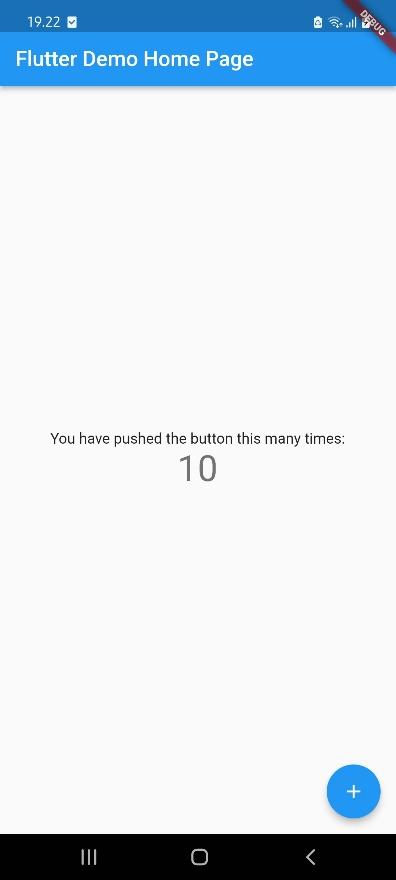 19.22
DEBUG
Flutter Demo Home Page
You have pushed the button this many times:
10
+